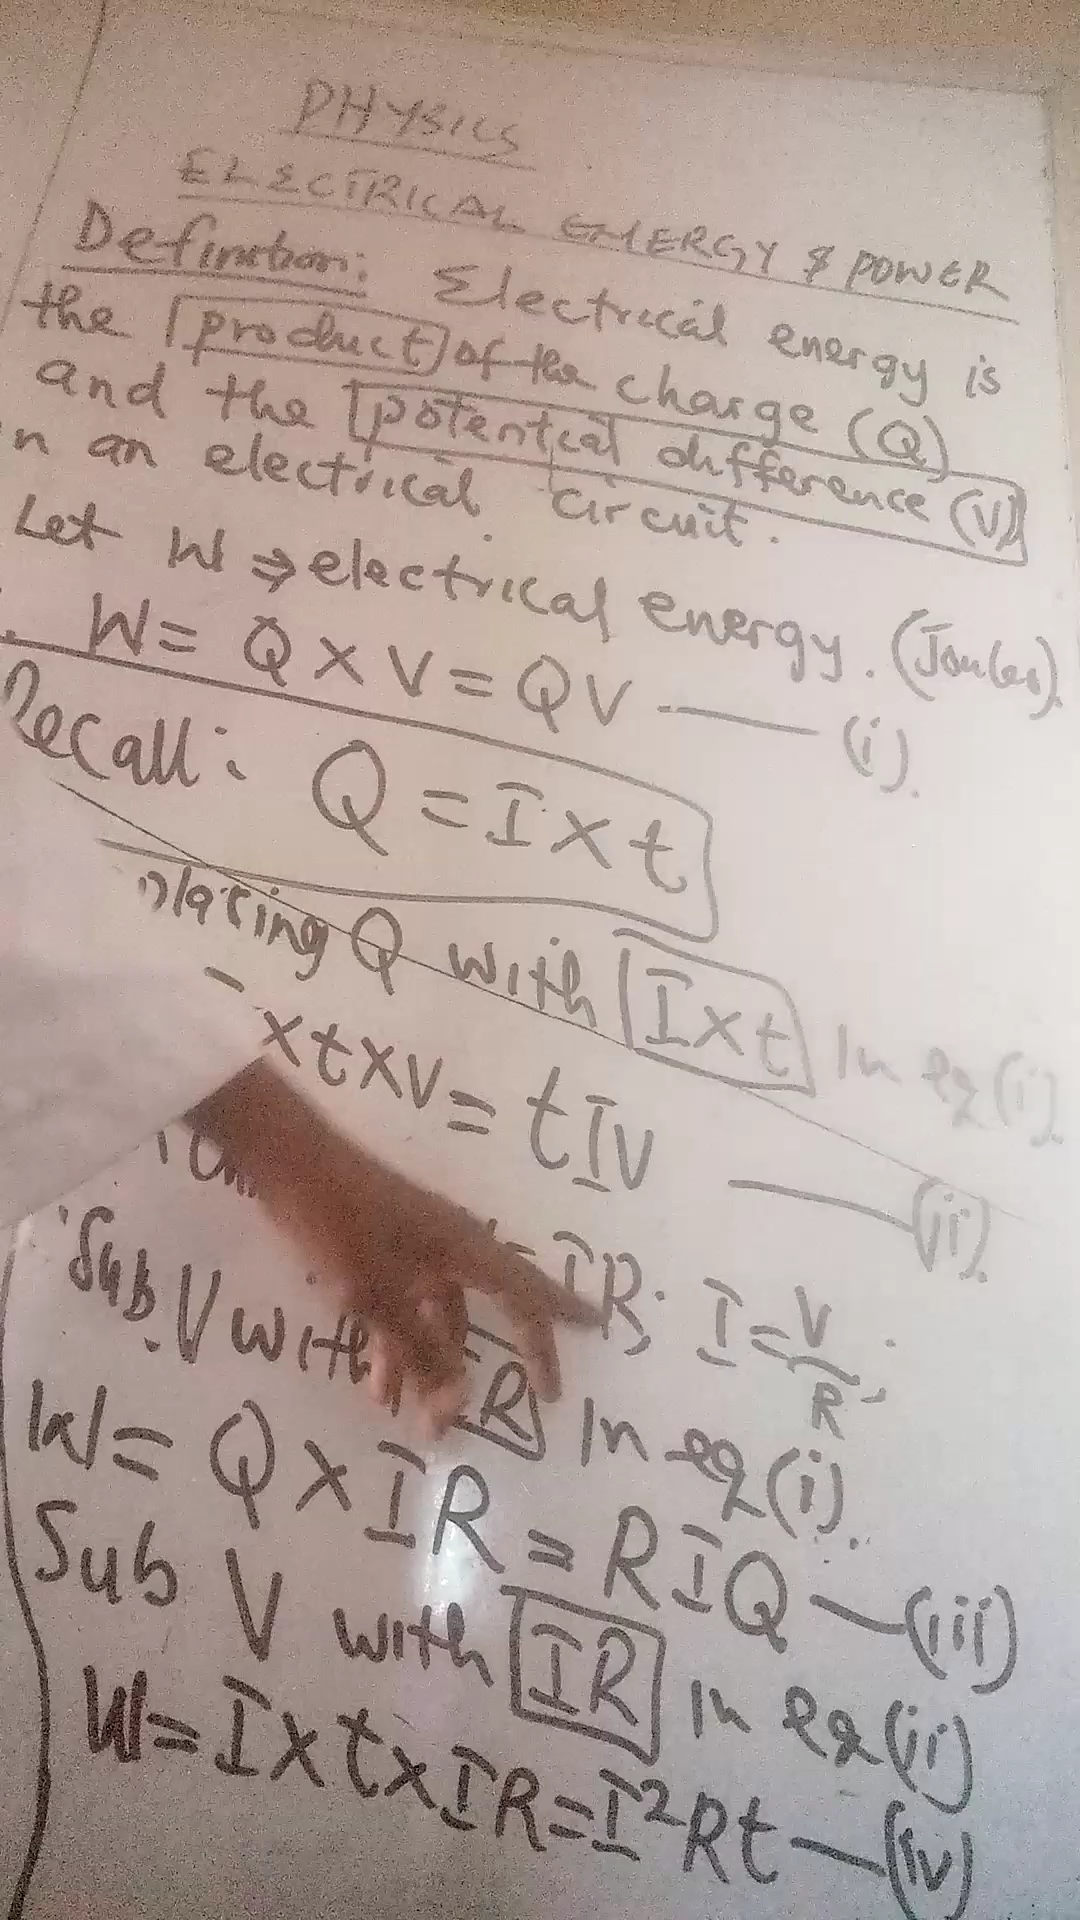 PHYSICS
ELECTRICAL ENERGY & POWER
Definition: Electrical energy is
the product of the charge (Q)
and the potential difference (V)
n an electrical circuit.
Let W ⇒ electrical energy. (Joules).
W = Q X V = QV — (i).
Recall: Q = I X t
placing Q with I X t in eq (i).
X t X V = tIV — (ii).
= IR; I = V/R.
Sub. V with IR in eq (i).
W = Q X IR = RIQ — (iii)
Sub V with IR in eq (ii)
W = I X t X IR = I²Rt — (iv)